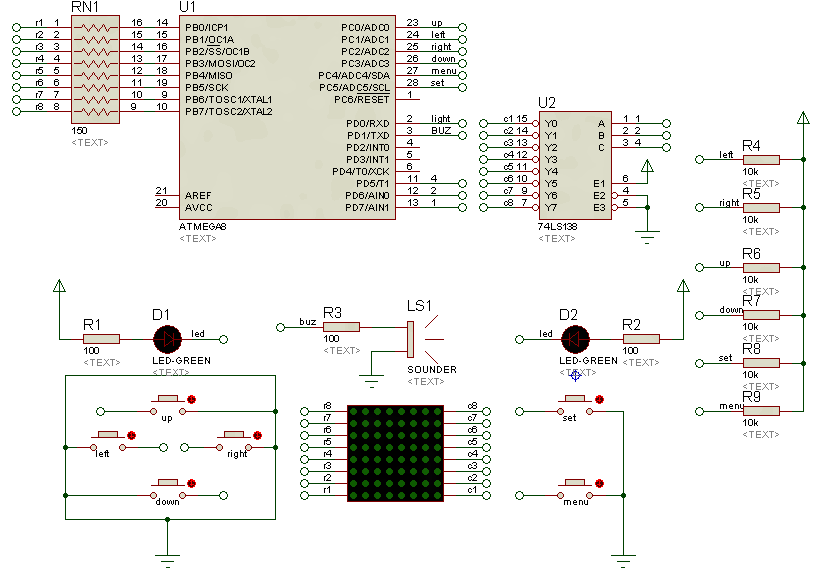 RN1
r1 1 16
r2 2 15
r3 3 14
r4 4 13
r5 5 12
r6 6 11
r7 7 10
r8 8 9
150
<TEXT>
U1
14 PB0/ICP1
15 PB1/OC1A
16 PB2/SS/OC1B
17 PB3/MOSI/OC2
18 PB4/MISO
19 PB5/SCK
9 PB6/TOSC1/XTAL1
10 PB7/TOSC2/XTAL2
21 AREF
20 AVCC
PC0/ADC0 23 up
PC1/ADC1 24 left
PC2/ADC2 25 right
PC3/ADC3 26 down
PC4/ADC4/SDA 27 menu
PC5/ADC5/SCL 28 set
PC6/RESET 1
PD0/RXD 2 light
PD1/TXD 3 BUZ
PD2/INT0 4
PD3/INT1 5
PD4/T0/XCK 6
PD5/T1 11 4
PD6/AIN0 12 2
PD7/AIN1 13 1
ATMEGA8
<TEXT>
U2
c1 15 Y0 A 1 1
c2 14 Y1 B 2 2
c3 13 Y2 C 3 4
c4 12 Y3
c5 11 Y4
c6 10 Y5 E1 6
c7 9 Y6 E2 4
c8 7 Y7 E3 5
74LS138
<TEXT>
left R4
10k
<TEXT>
right R5
10k
<TEXT>
up R6
10k
<TEXT>
down R7
10k
<TEXT>
set R8
10k
<TEXT>
menu R9
10k
<TEXT>
R1
100
<TEXT>
D1
led
LED-GREEN
<TEXT>
buz R3
100
<TEXT>
LS1
SOUNDER
<TEXT>
led D2
LED-GREEN
<TEXT>
R2
100
<TEXT>
up
left
right
down
r8 c8
r7 c7
r6 c6
r5 c5
r4 c4
r3 c3
r2 c2
r1 c1
set
menu